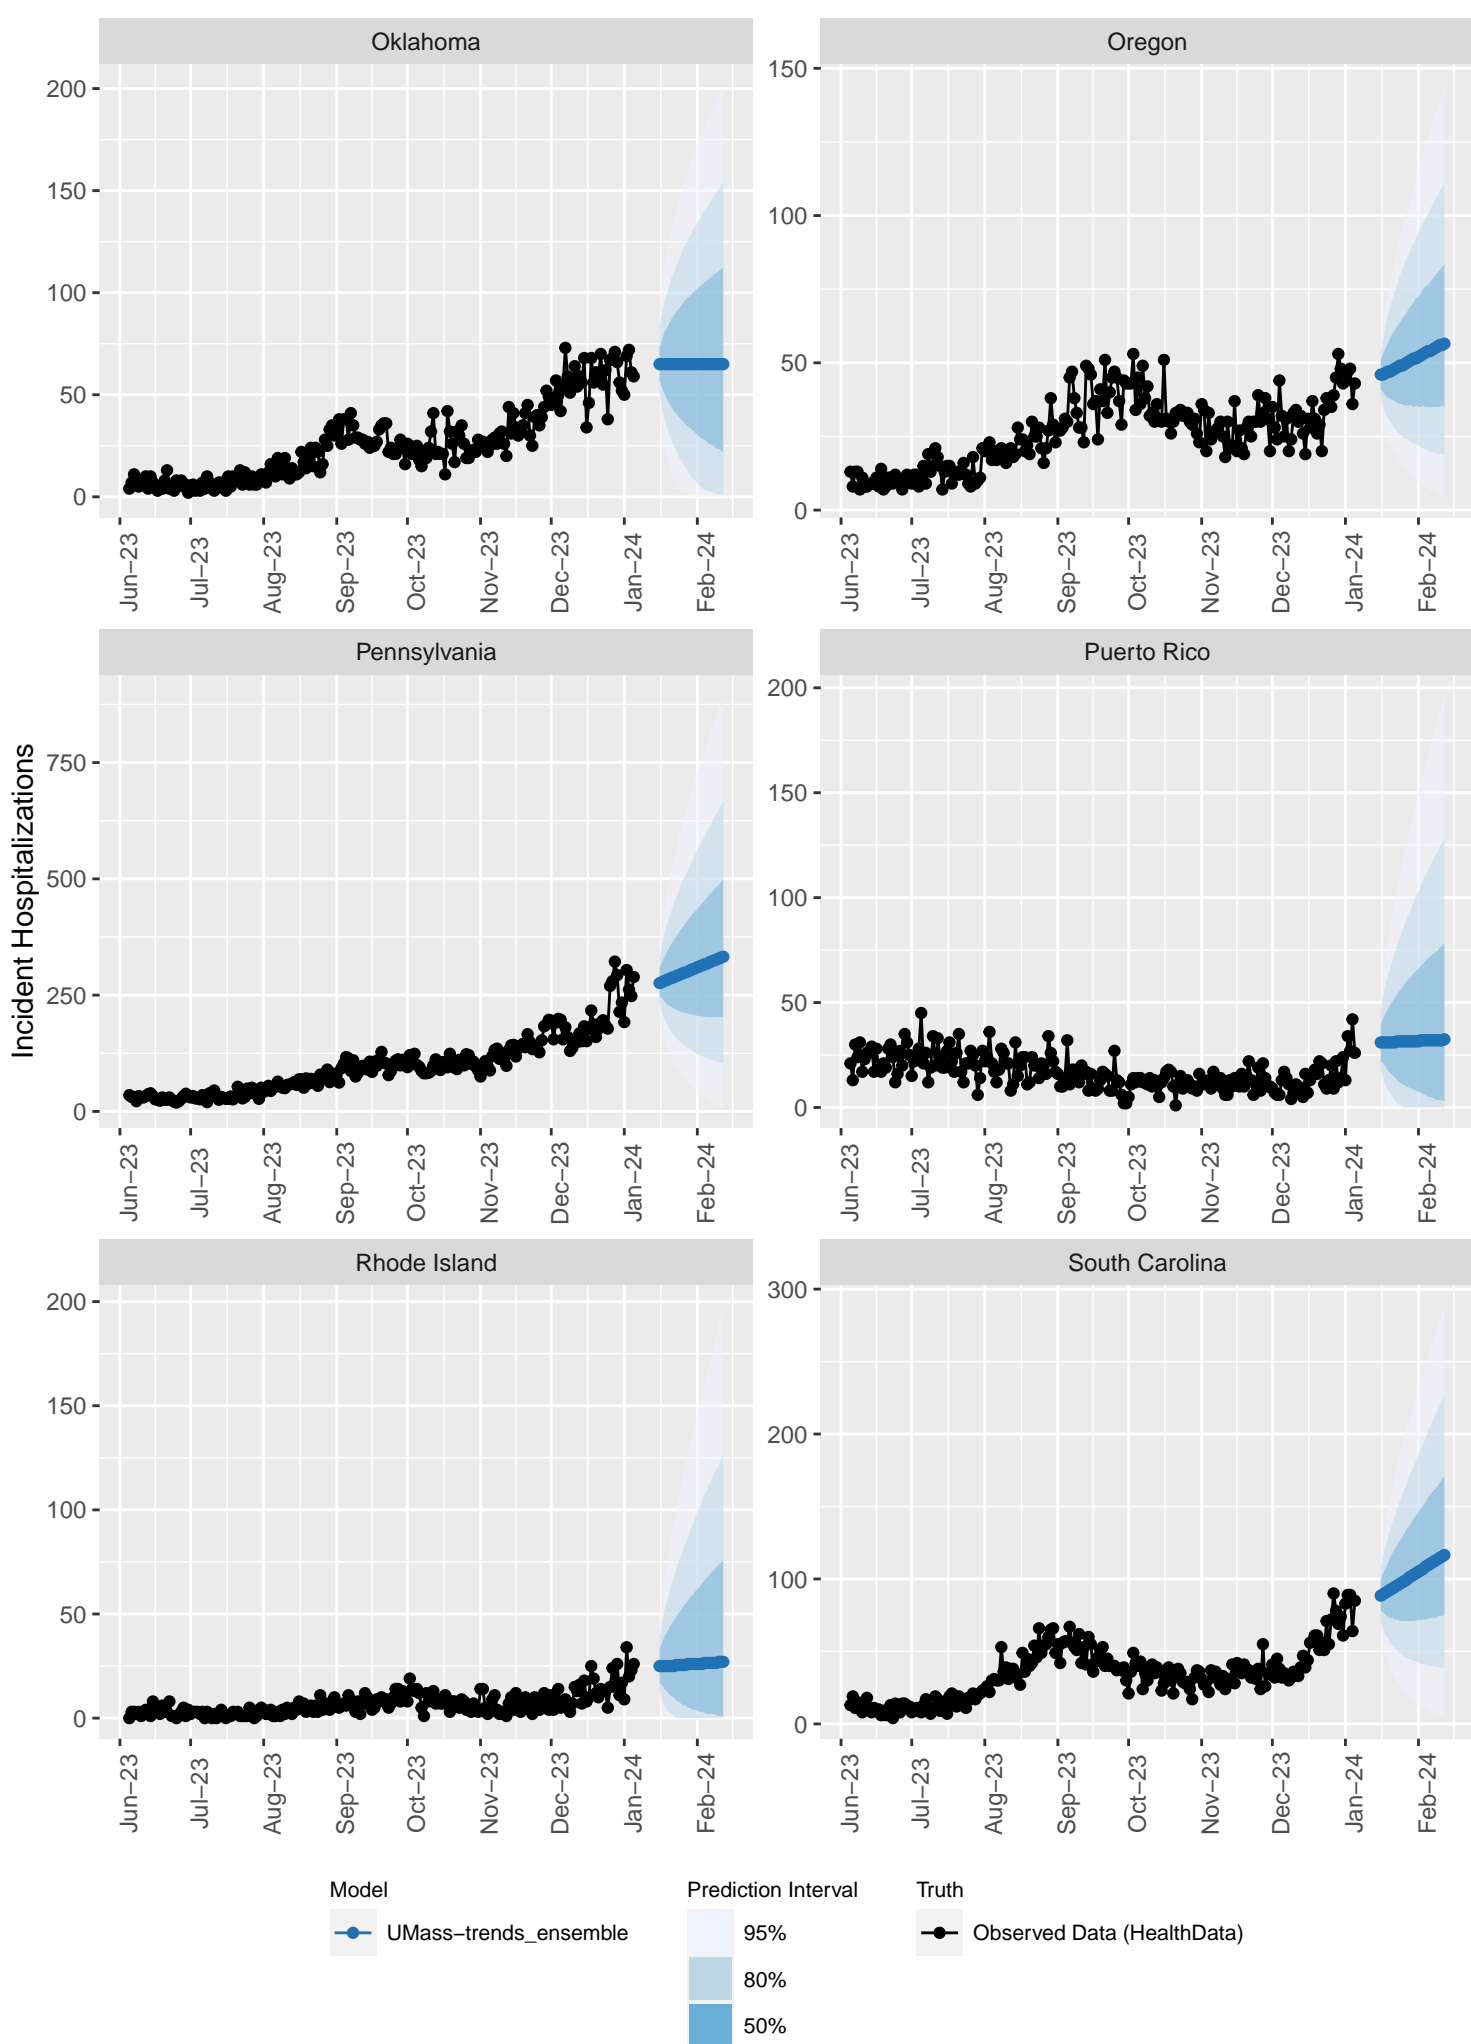 Oklahoma
Oregon
200
150
100
50
0
150
100
50
0
Jun−23
Jul−23
Aug−23
Sep−23
Oct−23
Nov−23
Dec−23
Jan−24
Feb−24
Jun−23
Jul−23
Aug−23
Sep−23
Oct−23
Nov−23
Dec−23
Jan−24
Feb−24
Incident Hospitalizations
Pennsylvania
Puerto Rico
750
500
250
0
200
150
100
50
0
Jun−23
Jul−23
Aug−23
Sep−23
Oct−23
Nov−23
Dec−23
Jan−24
Feb−24
Jun−23
Jul−23
Aug−23
Sep−23
Oct−23
Nov−23
Dec−23
Jan−24
Feb−24
Rhode Island
South Carolina
200
150
100
50
0
300
200
100
0
Jun−23
Jul−23
Aug−23
Sep−23
Oct−23
Nov−23
Dec−23
Jan−24
Feb−24
Jun−23
Jul−23
Aug−23
Sep−23
Oct−23
Nov−23
Dec−23
Jan−24
Feb−24
Model
UMass−trends_ensemble
Prediction Interval
95%
80%
50%
Truth
Observed Data (HealthData)